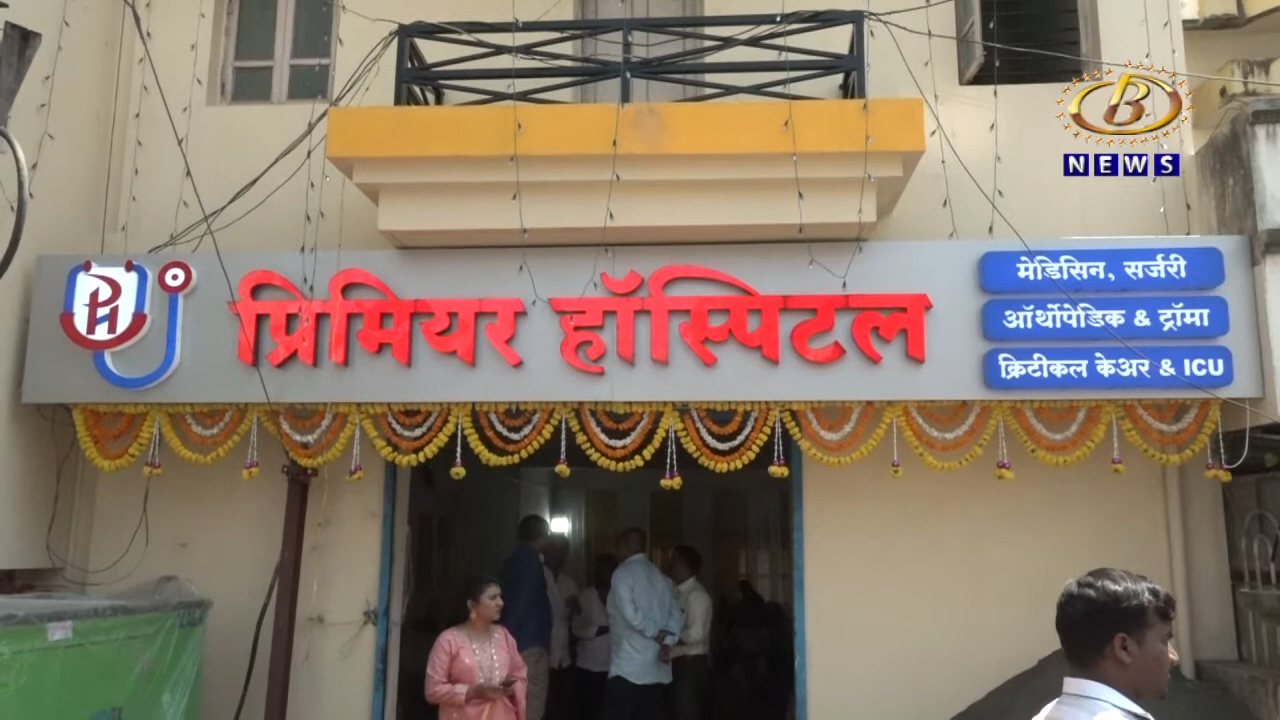 B
NEWS
PH
प्रिमियर हॉस्पिटल
मेडिसिन, सर्जरी
ऑर्थोपेडिक & ट्रॉमा
क्रिटीकल केअर & ICU